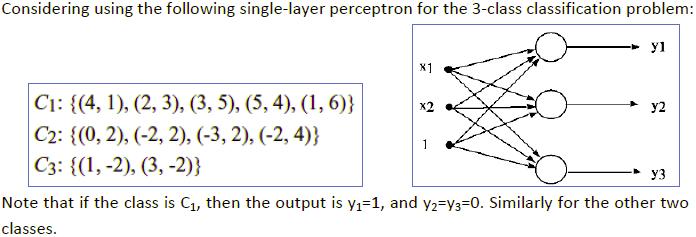 Considering using the following single-layer perceptron for the 3-class classification problem:
x1
x2
1
y1
y2
y3
C1: {(4, 1), (2, 3), (3, 5), (5, 4), (1, 6)}
C2: {(0, 2), (-2, 2), (-3, 2), (-2, 4)}
C3: {(1, -2), (3, -2)}
Note that if the class is C₁, then the output is y₁=1, and y₂=y₃=0. Similarly for the other two
classes.